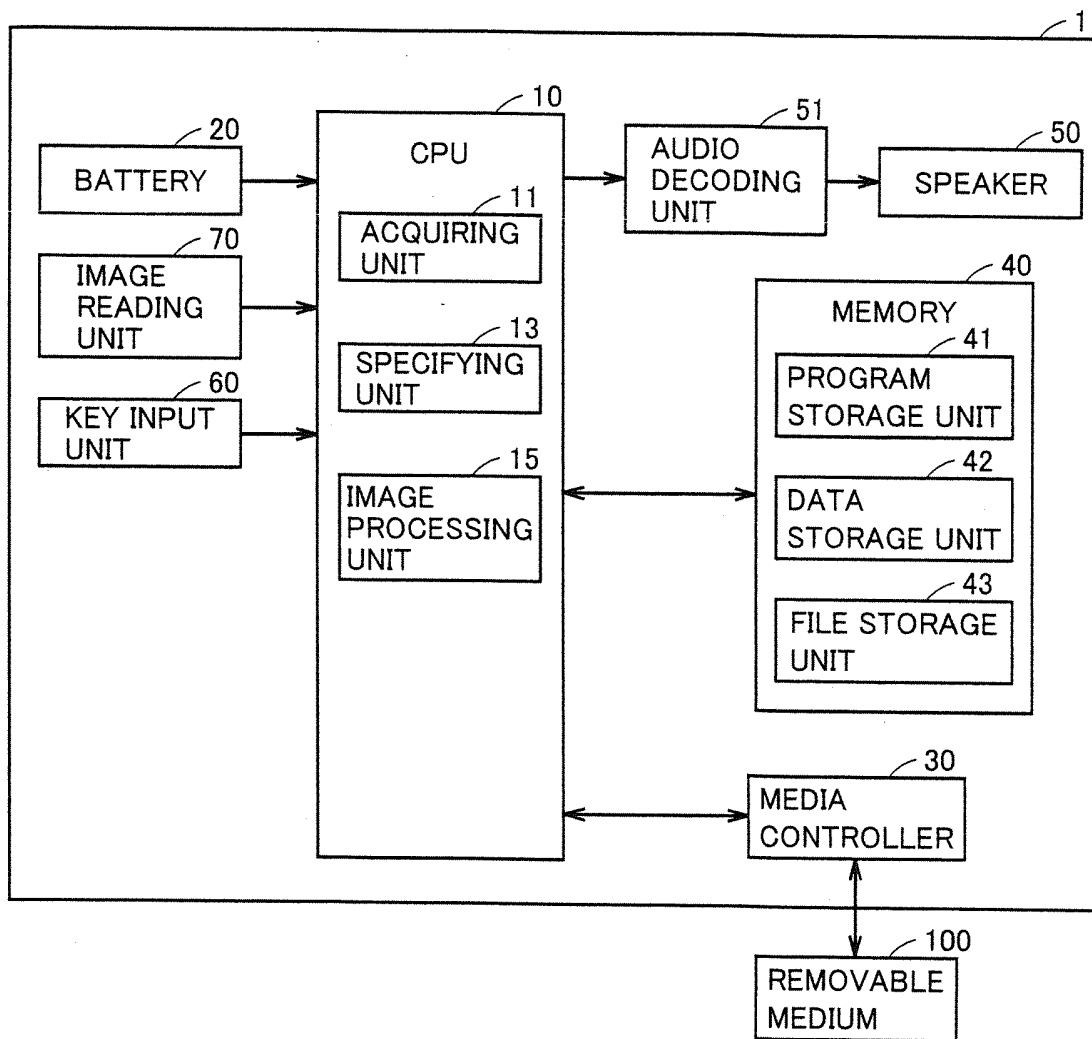 1
10
CPU
20
BATTERY
51
AUDIO
DECODING
UNIT
50
SPEAKER
11
ACQUIRING
UNIT
70
IMAGE
READING
UNIT
40
MEMORY
13
SPECIFYING
UNIT
41
PROGRAM
STORAGE UNIT
60
KEY INPUT
UNIT
15
IMAGE
PROCESSING
UNIT
42
DATA
STORAGE UNIT
43
FILE STORAGE
UNIT
30
MEDIA
CONTROLLER
100
REMOVABLE
MEDIUM